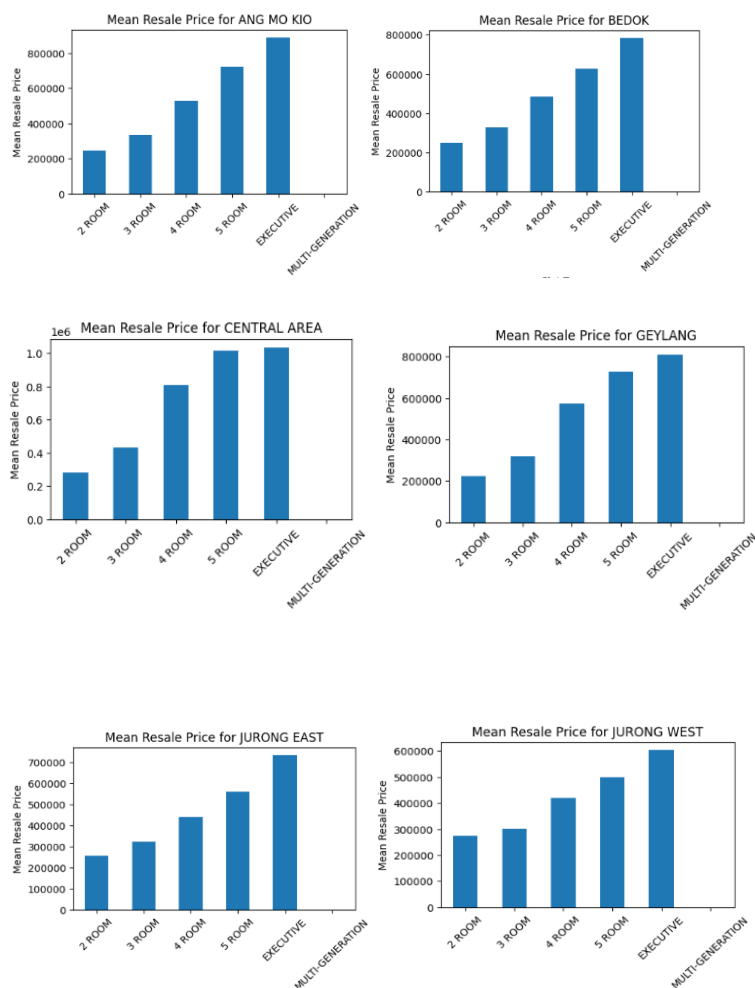 Mean Resale Price for ANG MO KIO
Mean Resale Price
800000
600000
400000
200000
0
2 ROOM
3 ROOM
4 ROOM
5 ROOM
EXECUTIVE
MULTI-GENERATION
Mean Resale Price for BEDOK
Mean Resale Price
800000
600000
400000
200000
0
2 ROOM
3 ROOM
4 ROOM
5 ROOM
EXECUTIVE
MULTI-GENERATION
Mean Resale Price for CENTRAL AREA
1e6
Mean Resale Price
1.0
0.8
0.6
0.4
0.2
0.0
2 ROOM
3 ROOM
4 ROOM
5 ROOM
EXECUTIVE
MULTI-GENERATION
Mean Resale Price for GEYLANG
Mean Resale Price
800000
600000
400000
200000
0
2 ROOM
3 ROOM
4 ROOM
5 ROOM
EXECUTIVE
MULTI-GENERATION
Mean Resale Price for JURONG EAST
Mean Resale Price
700000
600000
500000
400000
300000
200000
100000
0
2 ROOM
3 ROOM
4 ROOM
5 ROOM
EXECUTIVE
MULTI-GENERATION
Mean Resale Price for JURONG WEST
Mean Resale Price
600000
500000
400000
300000
200000
100000
0
2 ROOM
3 ROOM
4 ROOM
5 ROOM
EXECUTIVE
MULTI-GENERATION